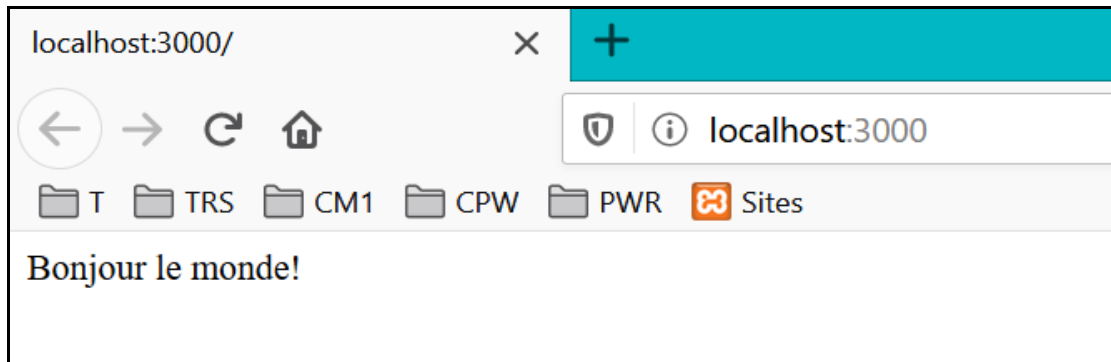 localhost:3000/
localhost:3000
T TRS CM1 CPW PWR Sites
Bonjour le monde!